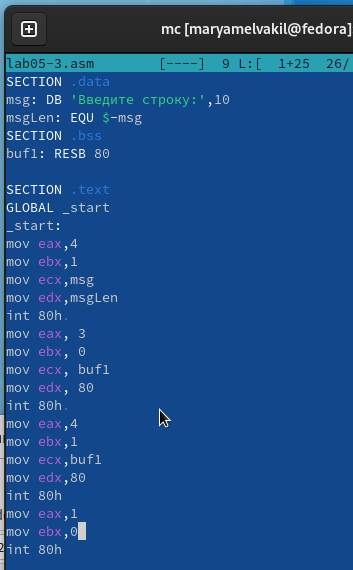 mc [maryamelvakil@fedora]
lab05-3.asm [----] 9 L:[ 1+25 26/
SECTION .data
msg: DB 'Введите строку:',10
msgLen: EQU $-msg
SECTION .bss
buf1: RESB 80
SECTION .text
GLOBAL _start
_start:
mov eax,4
mov ebx,1
mov ecx,msg
mov edx,msgLen
int 80h.
mov eax, 3
mov ebx, 0
mov ecx, buf1
mov edx, 80
int 80h.
mov eax,4
mov ebx,1
mov ecx,buf1
mov edx,80
int 80h
mov eax,1
mov ebx,0
int 80h